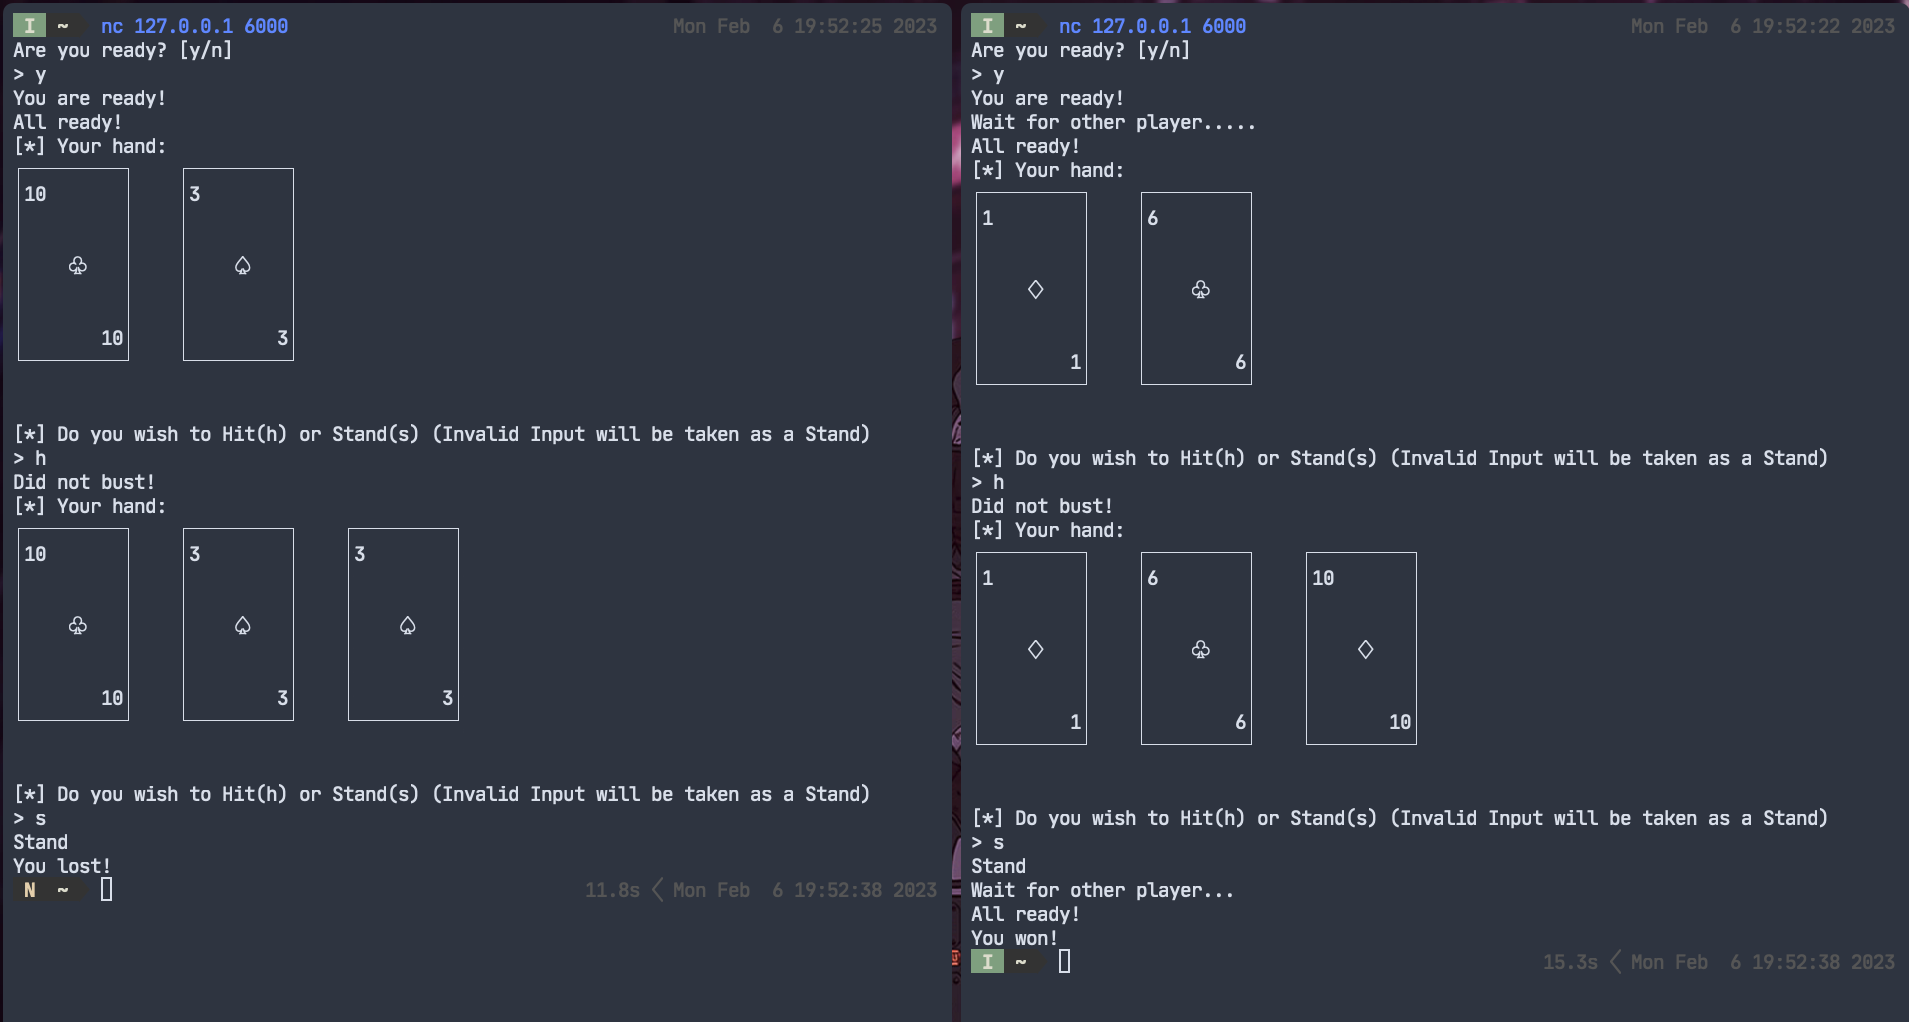 I ~ nc 127.0.0.1 6000 Mon Feb  6 19:52:25 2023
Are you ready? [y/n]
> y
You are ready!
All ready!
[*] Your hand:
10 3
♧ ♤
10 3
[*] Do you wish to Hit(h) or Stand(s) (Invalid Input will be taken as a Stand)
> h
Did not bust!
[*] Your hand:
10 3 3
♧ ♤ ♤
10 3 3
[*] Do you wish to Hit(h) or Stand(s) (Invalid Input will be taken as a Stand)
> s
Stand
You lost!
N ~ 11.8s Mon Feb  6 19:52:38 2023
I ~ nc 127.0.0.1 6000 Mon Feb  6 19:52:22 2023
Are you ready? [y/n]
> y
You are ready!
Wait for other player.....
All ready!
[*] Your hand:
1 6
♢ ♧
1 6
[*] Do you wish to Hit(h) or Stand(s) (Invalid Input will be taken as a Stand)
> h
Did not bust!
[*] Your hand:
1 6 10
♢ ♧ ♢
1 6 10
[*] Do you wish to Hit(h) or Stand(s) (Invalid Input will be taken as a Stand)
> s
Stand
Wait for other player...
All ready!
You won!
I ~ 15.3s Mon Feb  6 19:52:38 2023